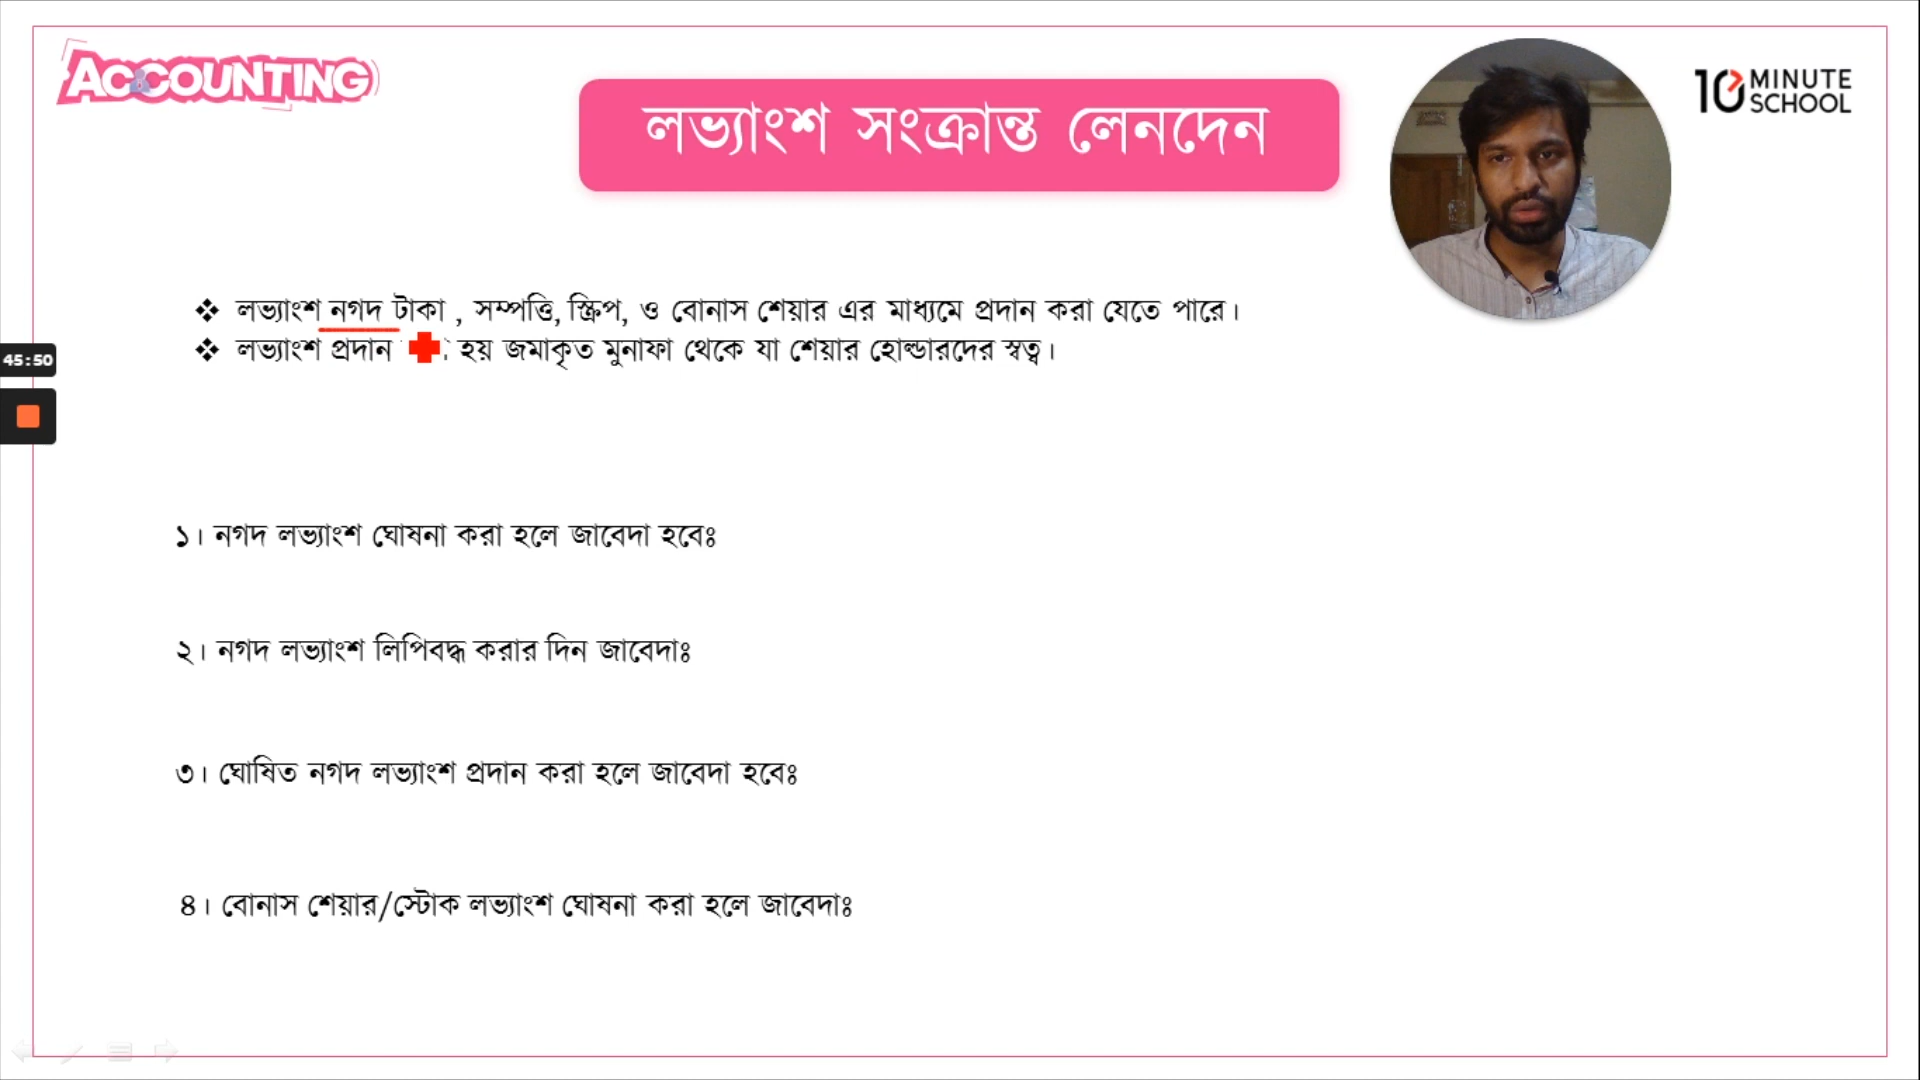 ACCOUNTING
লভ্যাংশ সংক্রান্ত লেনদেন
10 MINUTE SCHOOL
❖ লভ্যাংশ নগদ টাকা , সম্পত্তি, স্ক্রিপ, ও বোনাস শেয়ার এর মাধ্যমে প্রদান করা যেতে পারে।
❖ লভ্যাংশ প্রদান হয় জমাকৃত মুনাফা থেকে যা শেয়ার হোল্ডারদের স্বত্ব।
45:50
১। নগদ লভ্যাংশ ঘোষনা করা হলে জাবেদা হবেঃ
২। নগদ লভ্যাংশ লিপিবদ্ধ করার দিন জাবেদাঃ
৩। ঘোষিত নগদ লভ্যাংশ প্রদান করা হলে জাবেদা হবেঃ
৪। বোনাস শেয়ার/স্টোক লভ্যাংশ ঘোষনা করা হলে জাবেদাঃ